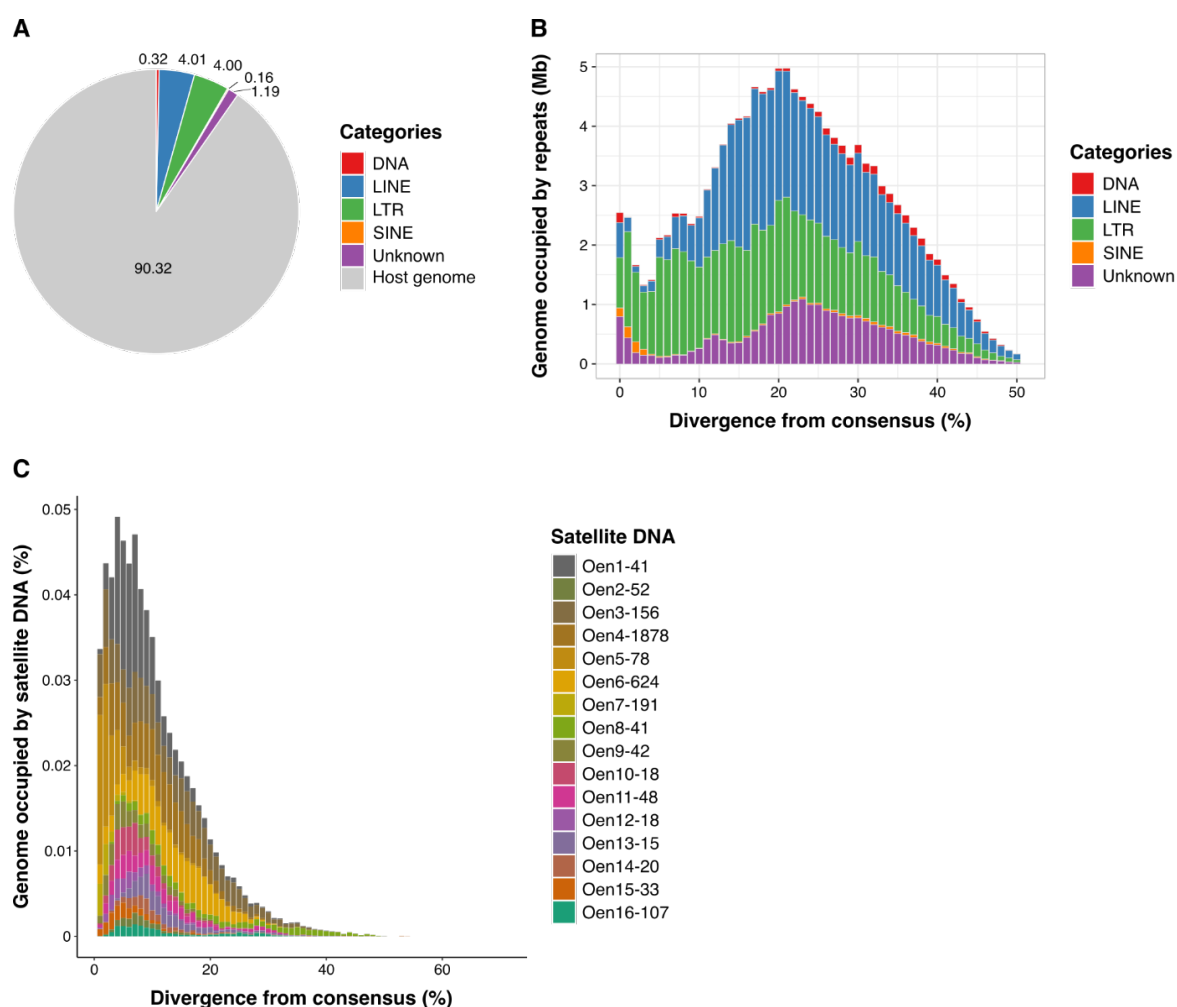 A
0.32
4.01
4.00
0.16
1.19
90.32
Categories
DNA
LINE
LTR
SINE
Unknown
Host genome
B
Genome occupied by repeats (Mb)
5
4
3
2
1
0
0 10 20 30 40 50
Divergence from consensus (%)
Categories
DNA
LINE
LTR
SINE
Unknown
C
Genome occupied by satellite DNA (%)
0.05
0.04
0.03
0.02
0.01
0
0 20 40 60
Divergence from consensus (%)
Satellite DNA
Oen1-41
Oen2-52
Oen3-156
Oen4-1878
Oen5-78
Oen6-624
Oen7-191
Oen8-41
Oen9-42
Oen10-18
Oen11-48
Oen12-18
Oen13-15
Oen14-20
Oen15-33
Oen16-107